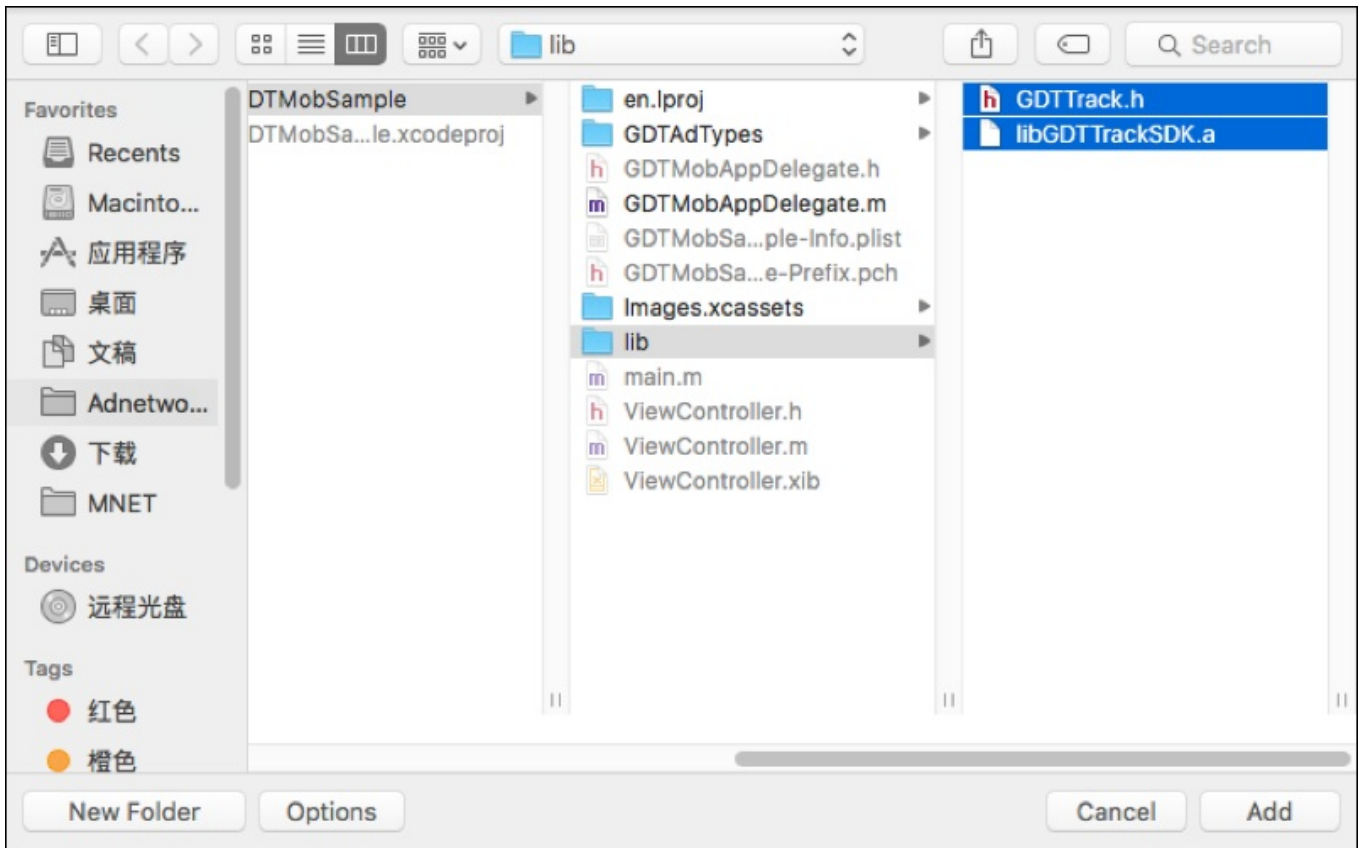 lib
Search
Favorites
Recents
Macinto...
应用程序
桌面
文稿
Adnetwo...
下载
MNET
Devices
远程光盘
Tags
红色
橙色
DTMobSample
DTMobSa...le.xcodeproj
en.lproj
GDTAdTypes
h GDTMobAppDelegate.h
m GDTMobAppDelegate.m
GDTMobSa...ple-Info.plist
h GDTMobSa...e-Prefix.pch
Images.xcassets
lib
m main.m
h ViewController.h
m ViewController.m
ViewController.xib
h GDTTrack.h
libGDTTrackSDK.a
New Folder
Options
Cancel
Add